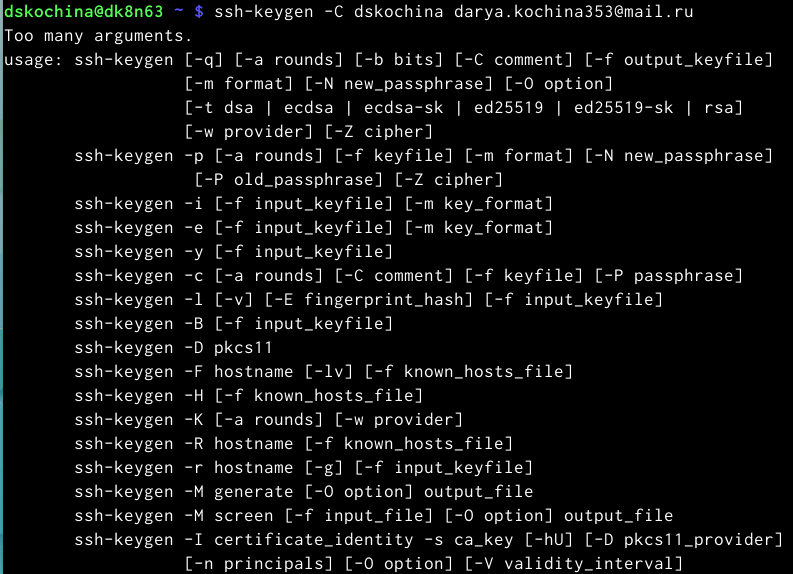 dskochina@dk8n63 ~ $ ssh-keygen -C dskochina darya.kochina353@mail.ru
Too many arguments.
usage: ssh-keygen [-q] [-a rounds] [-b bits] [-C comment] [-f output_keyfile]
                  [-m format] [-N new_passphrase] [-O option]
                  [-t dsa | ecdsa | ecdsa-sk | ed25519 | ed25519-sk | rsa]
                  [-w provider] [-Z cipher]
       ssh-keygen -p [-a rounds] [-f keyfile] [-m format] [-N new_passphrase]
                   [-P old_passphrase] [-Z cipher]
       ssh-keygen -i [-f input_keyfile] [-m key_format]
       ssh-keygen -e [-f input_keyfile] [-m key_format]
       ssh-keygen -y [-f input_keyfile]
       ssh-keygen -c [-a rounds] [-C comment] [-f keyfile] [-P passphrase]
       ssh-keygen -l [-v] [-E fingerprint_hash] [-f input_keyfile]
       ssh-keygen -B [-f input_keyfile]
       ssh-keygen -D pkcs11
       ssh-keygen -F hostname [-lv] [-f known_hosts_file]
       ssh-keygen -H [-f known_hosts_file]
       ssh-keygen -K [-a rounds] [-w provider]
       ssh-keygen -R hostname [-f known_hosts_file]
       ssh-keygen -r hostname [-g] [-f input_keyfile]
       ssh-keygen -M generate [-O option] output_file
       ssh-keygen -M screen [-f input_file] [-O option] output_file
       ssh-keygen -I certificate_identity -s ca_key [-hU] [-D pkcs11_provider]
                  [-n principals] [-O option] [-V validity_interval]